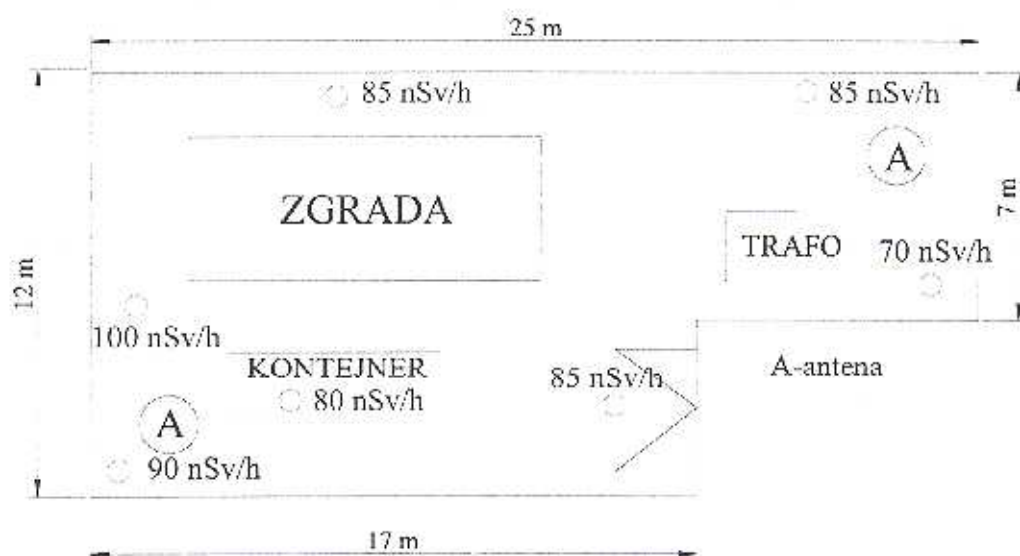 25 m
85 nSv/h
85 nSv/h
A
ZGRADA
7 m
TRAFO
70 nSv/h
12 m
100 nSv/h
KONTEJNER
85 nSv/h
A-antena
80 nSv/h
A
90 nSv/h
17 m